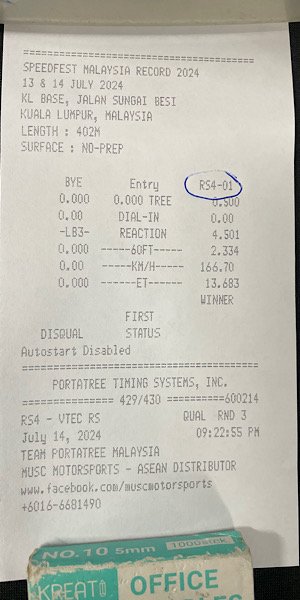 SPEEDFEST MALAYSIA RECORD 2024
13 & 14 JULY 2024
KL BASE, JALAN SUNGAI BESI
KUALA LUMPUR, MALAYSIA
LENGTH : 402M
SURFACE : NO-PREP
BYE Entry RS4-01
0.000 0.000 TREE 0.500
0.00 DIAL-IN 0.00
-LB3- REACTION 4.501
0.000 -----60FT------ 2.334
0.00 -----KM/H------ 166.70
0.000 ------ET------- 13.683
WINNER
FIRST
DISQUAL STATUS
Autostart Disabled
PORTATREE TIMING SYSTEMS, INC.
=============== 429/430 ==========600214
RS4 - VTEC RS QUAL RND 3
July 14, 2024 09:22:55 PM
TEAM PORTATREE MALAYSIA
MUSC MOTORSPORTS - ASEAN DISTRIBUTOR
www.facebook.com/muscmotorsports
+6016-6681490
NO.10 5mm 1000
KREAT OFFICE